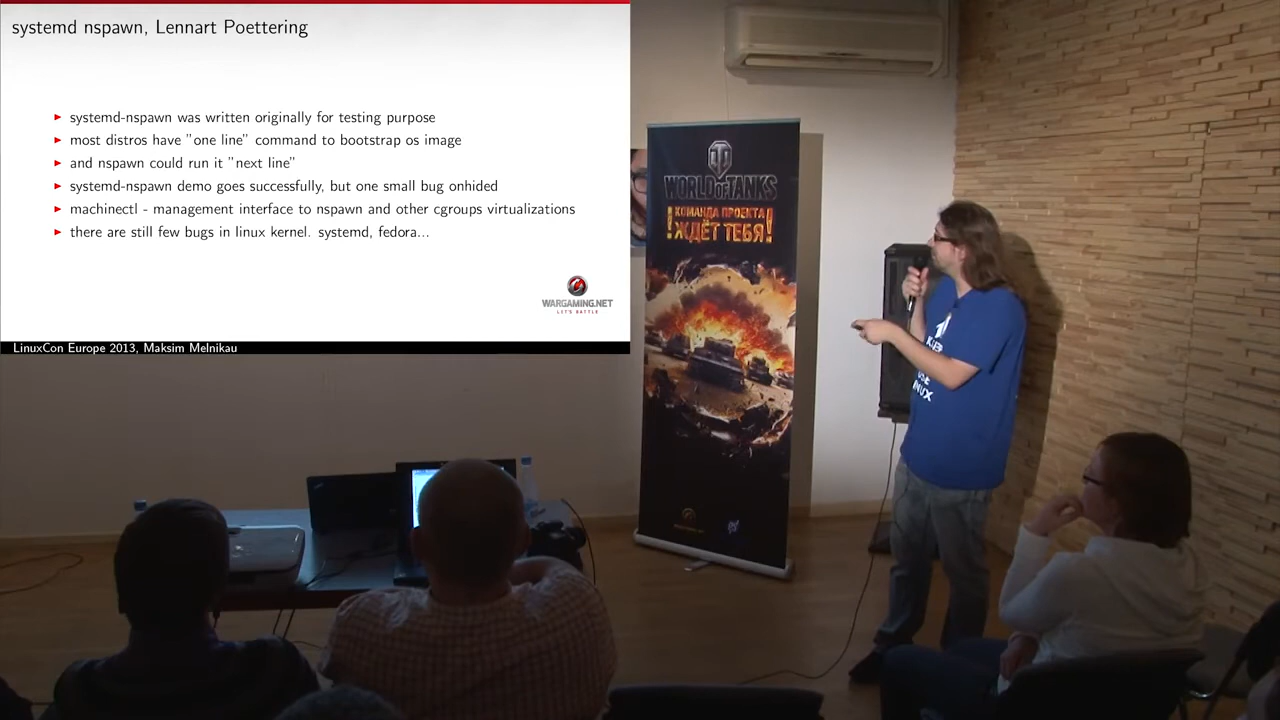 systemd nspawn, Lennart Poettering
systemd-nspawn was written originally for testing purpose
most distros have "one line" command to bootstrap os image
and nspawn could run it "next line"
systemd-nspawn demo goes successfully, but one small bug onhided
machinectl - management interface to nspawn and other cgroups virtualizations
there are still few bugs in linux kernel. systemd, fedora...
WARGAMING.NET
LET'S BATTLE
LinuxCon Europe 2013, Maksim Melnikau
WORLD OF TANKS
КОМАНДА ПРОЕКТА
ЖДЁТ ТЕБЯ!